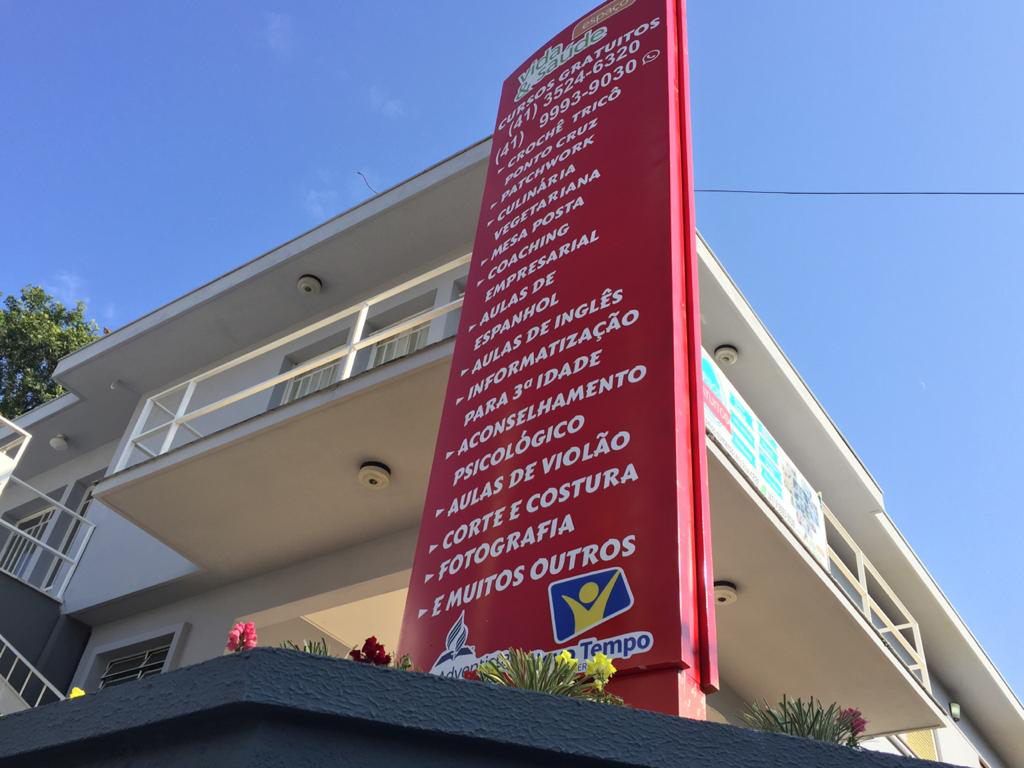 espaço
vida
& saúde
CURSOS GRATUITOS
(41) 3524-6320
(41) 9993-9030
CROCHÊ TRICÔ
PONTO CRUZ
PATCHWORK
CULINÁRIA
VEGETARIANA
MESA POSTA
COACHING
EMPRESARIAL
AULAS DE
ESPANHOL
AULAS DE INGLÊS
INFORMATIZAÇÃO
PARA 3ª IDADE
ACONSELHAMENTO
PSICOLÓGICO
AULAS DE VIOLÃO
CORTE E COSTURA
FOTOGRAFIA
E MUITOS OUTROS
Tempo